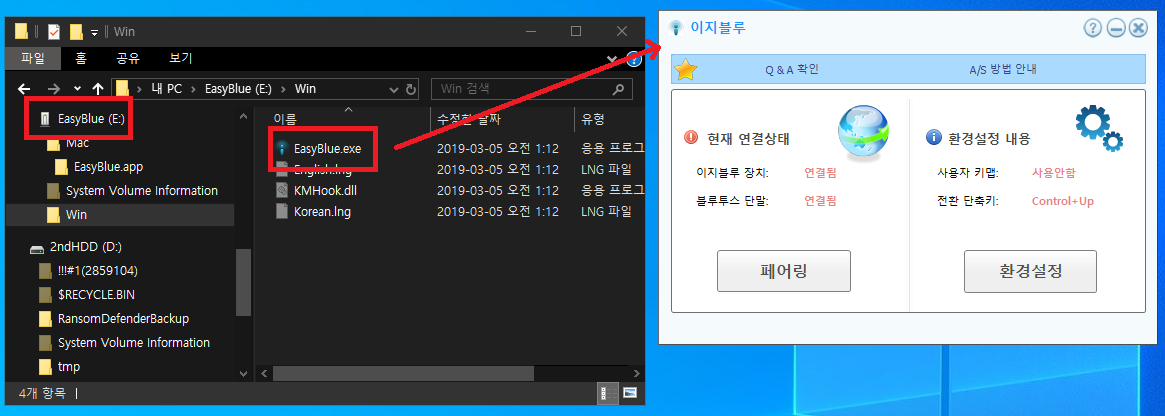 Win
파일 홈 공유 보기
내 PC > EasyBlue (E:) > Win
Win 검색
EasyBlue (E:)
Mac
EasyBlue.app
System Volume Information
Win
2ndHDD (D:)
!!!#1(2859104)
$RECYCLE.BIN
RansomDefenderBackup
System Volume Information
tmp
이름 수정한 날짜 유형
EasyBlue.exe 2019-03-05 오전 1:12 응용 프로그
English.lng 2019-03-05 오전 1:12 LNG 파일
KMHook.dll 2019-03-05 오전 1:12 응용 프로그
Korean.lng 2019-03-05 오전 1:12 LNG 파일
4개 항목
이지블루
Q & A 확인 A/S 방법 안내
현재 연결상태
이지블루 장치: 연결됨
블루투스 단말: 연결됨
페어링
환경설정 내용
사용자 키맵: 사용안함
전환 단축키: Control+Up
환경설정